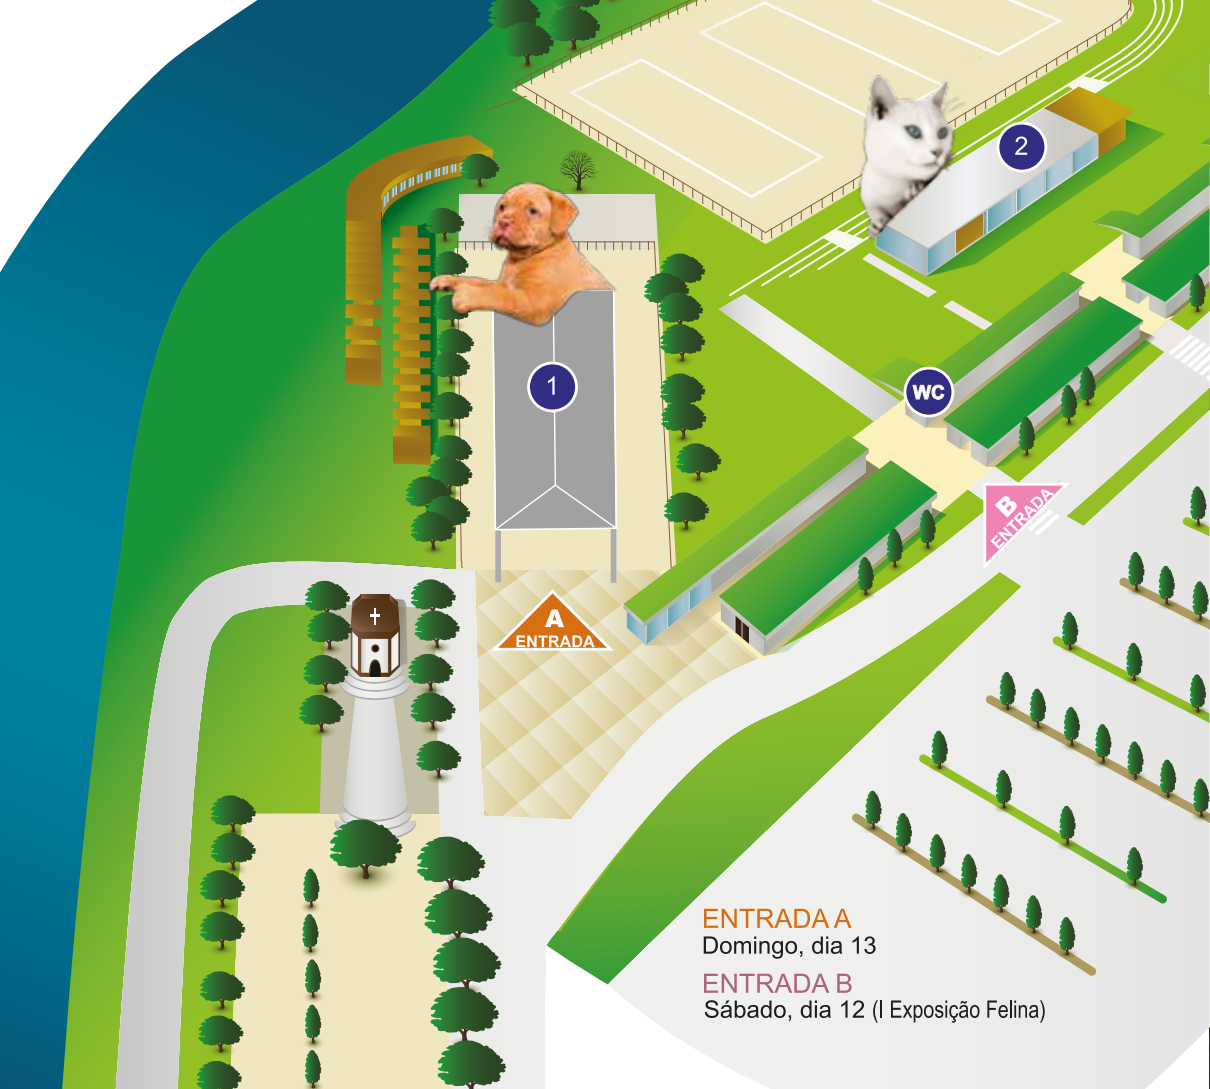 2
1
WC
B
ENTRADA
A
ENTRADA
ENTRADA A
Domingo, dia 13
ENTRADA B
Sábado, dia 12 (I Exposição Felina)